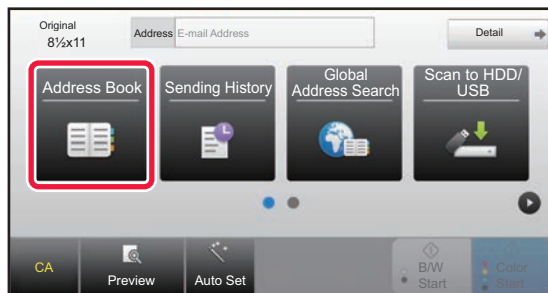 Original
8½x11
Address E-mail Address
Detail
Address Book
Sending History
Global
Address Search
Scan to HDD/
USB
CA
Preview
Auto Set
B/W
Start
Color
Start